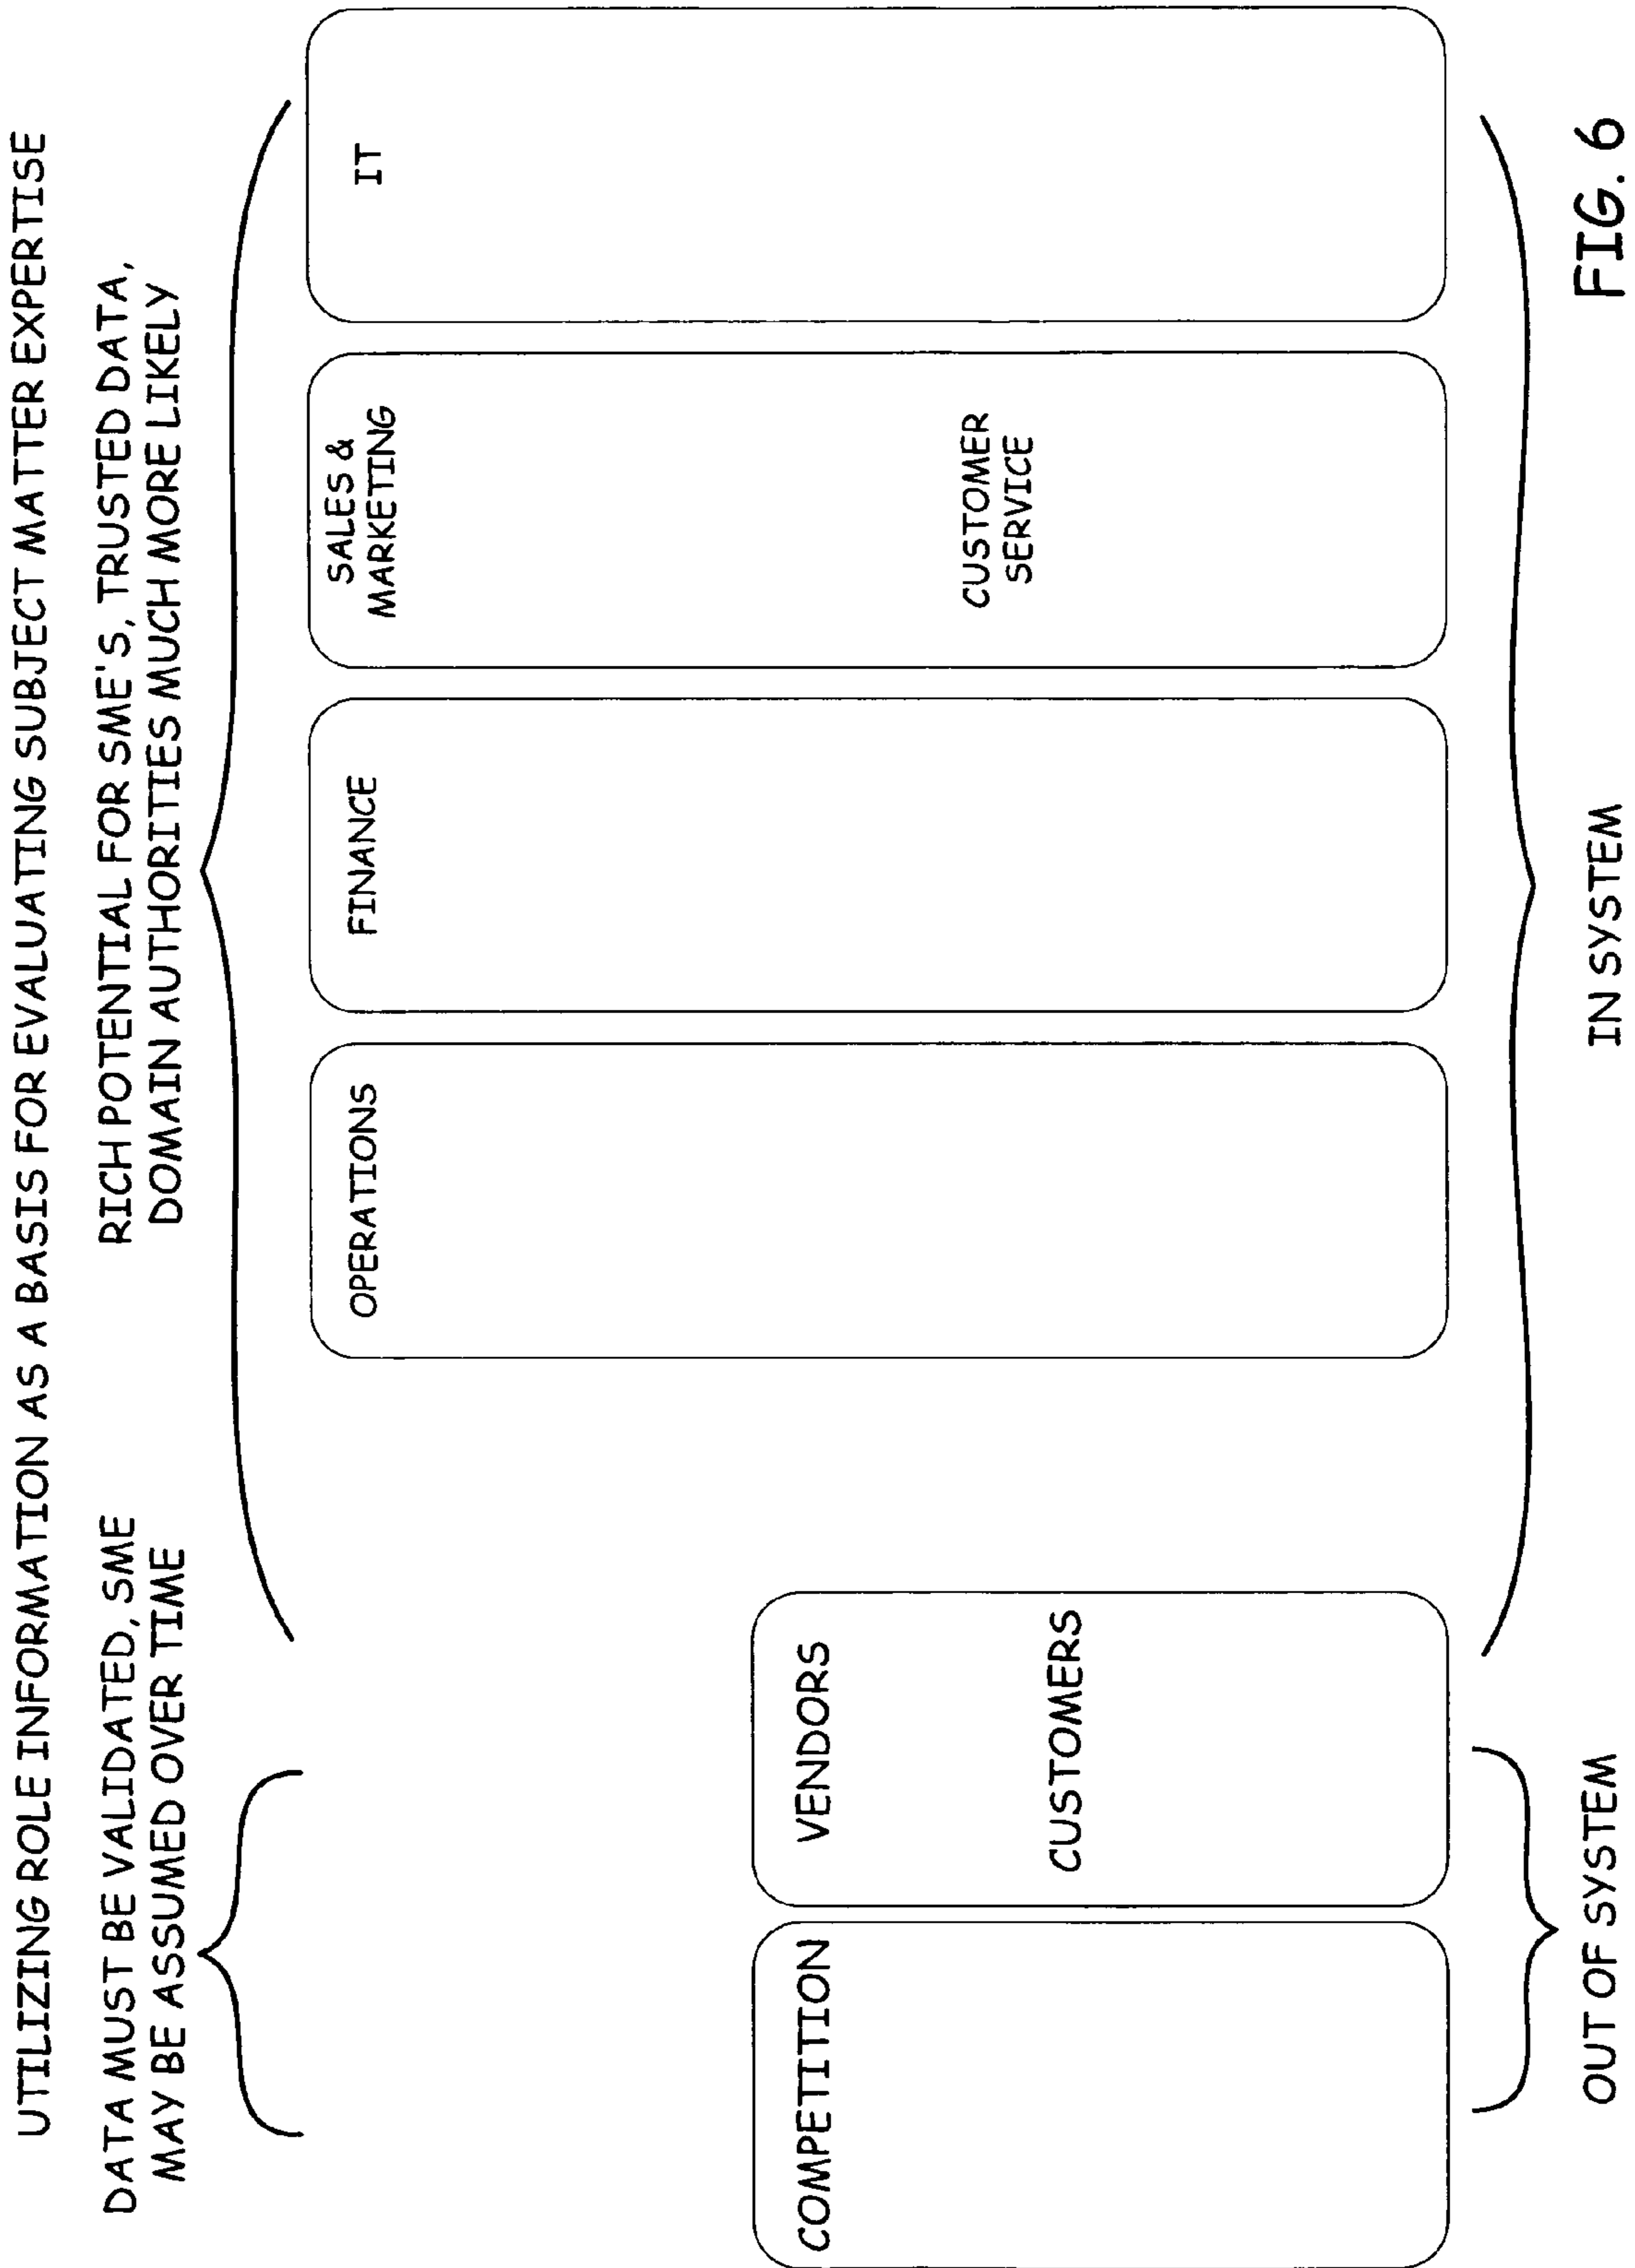 UTILIZING ROLE INFORMATION AS A BASIS FOR EVALUATING SUBJECT MATTER EXPERTISE
DATA MUST BE VALIDATED, SME
MAY BE ASSUMED OVER TIME
RICH POTENTIAL FOR SME'S, TRUSTED DATA,
DOMAIN AUTHORITIES MUCH MORE LIKELY
COMPETITION
VENDORS
CUSTOMERS
OPERATIONS
FINANCE
SALES &
MARKETING
CUSTOMER
SERVICE
IT
OUT OF SYSTEM
IN SYSTEM
FIG. 6